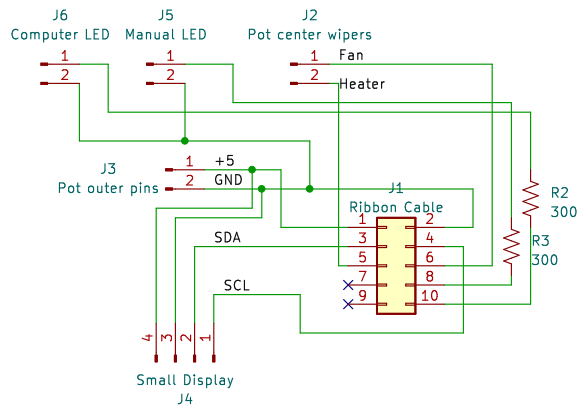 J6
Computer LED
1
2
J5
Manual LED
1
2
J2
Pot center wipers
1
2
Fan
Heater
J3
Pot outer pins
1
2
+5
GND
J1
Ribbon Cable
1 2
3 4
5 6
7 8
9 10
R2
300
R3
300
SDA
SCL
4 3 2 1
Small Display
J4